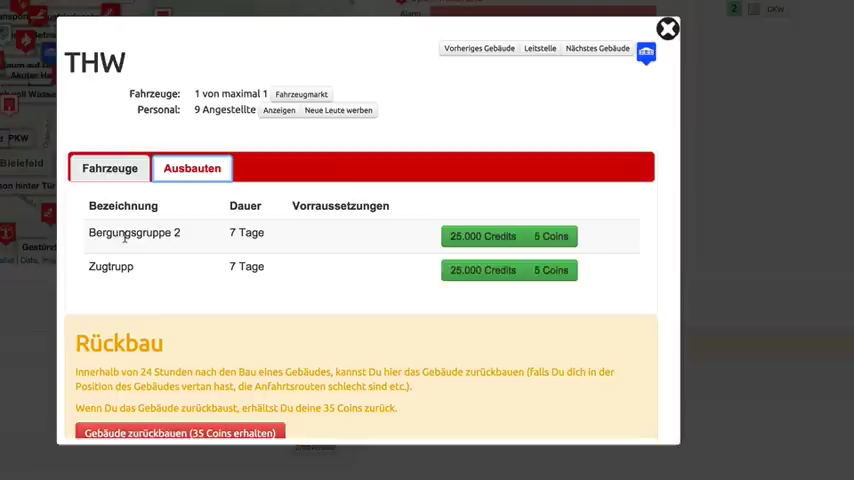 2 GKW
Vorheriges Gebäude Leitstelle Nächstes Gebäude
THW
Fahrzeuge: 1 von maximal 1 Fahrzeugmarkt
Personal: 9 Angestellte Anzeigen Neue Leute werben
PKW
Bielefeld
Fahrzeuge Ausbauten
Bezeichnung Dauer Vorraussetzungen
Bergungsgruppe 2 7 Tage 25.000 Credits 5 Coins
Zugtrupp 7 Tage 25.000 Credits 5 Coins
Rückbau
Innerhalb von 24 Stunden nach den Bau eines Gebäudes, kannst Du hier das Gebäude zurückbauen (falls Du dich in der
Position des Gebäudes vertan hast, die Anfahrtsrouten schlecht sind etc.).
Wenn Du das Gebäude zurückbaust, erhältst Du deine 35 Coins zurück.
Gebäude zurückbauen (35 Coins erhalten)